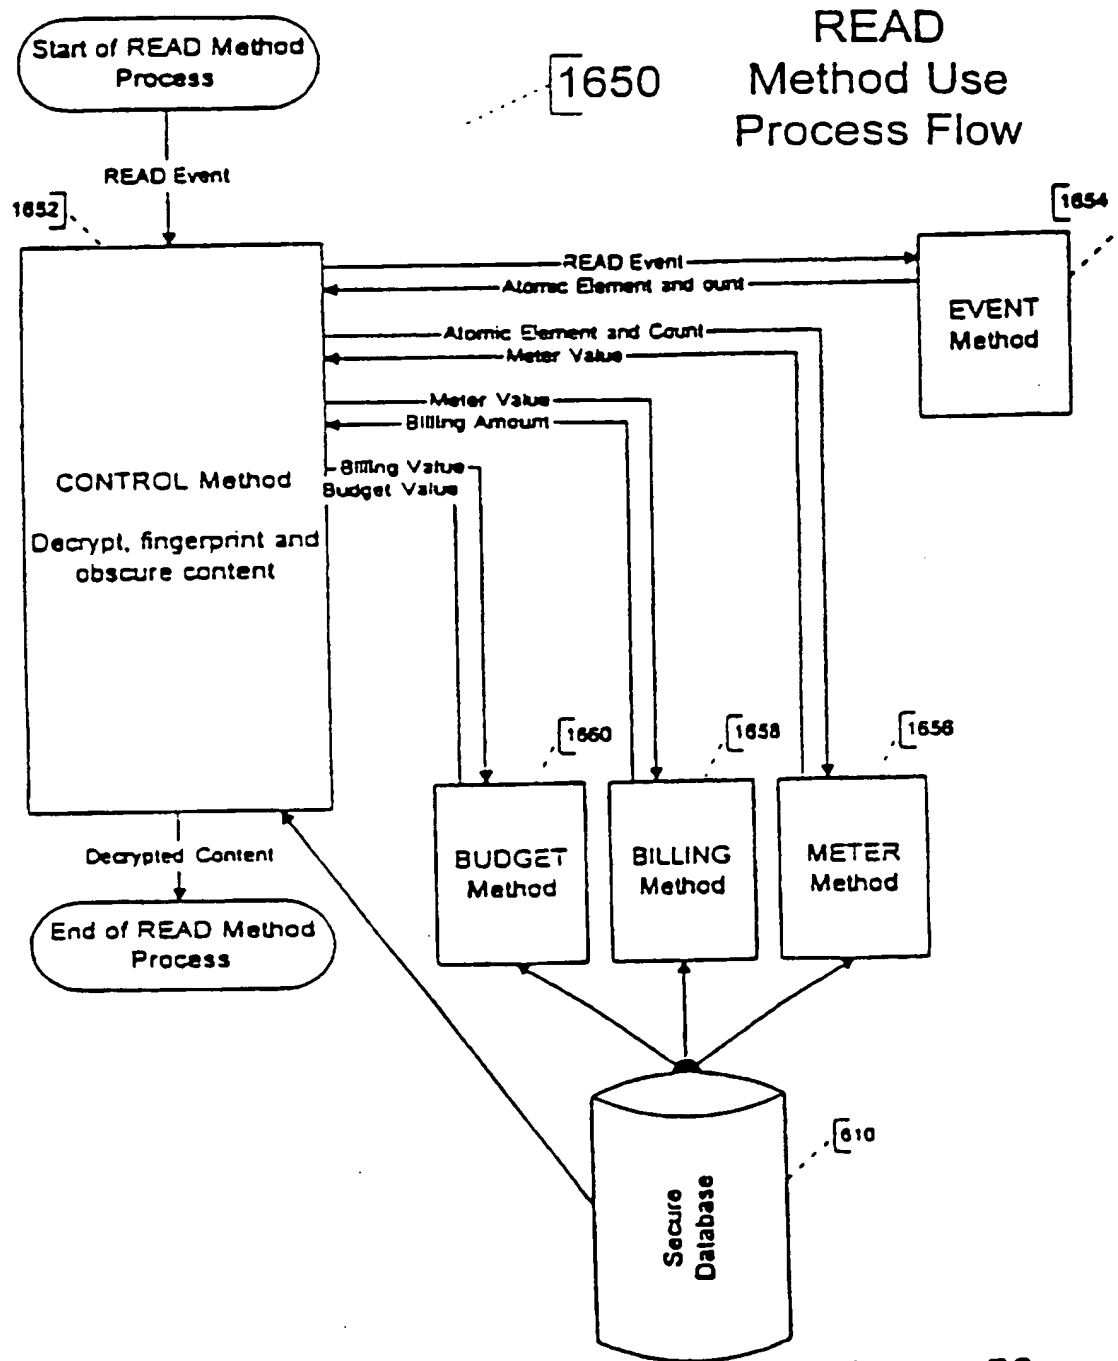 READ
Method Use
Process Flow
1650
Start of READ Method
Process
READ Event
1652
1654
READ Event
Atomic Element and ount
EVENT
Method
Atomic Element and Count
Meter Value
Meter Value
Billing Amount
Billing Value
Budget Value
CONTROL Method
Decrypt, fingerprint and
obscure content
1660
1658
1656
BUDGET
Method
BILLING
Method
METER
Method
Decrypted Content
End of READ Method
Process
610
Secure
Database